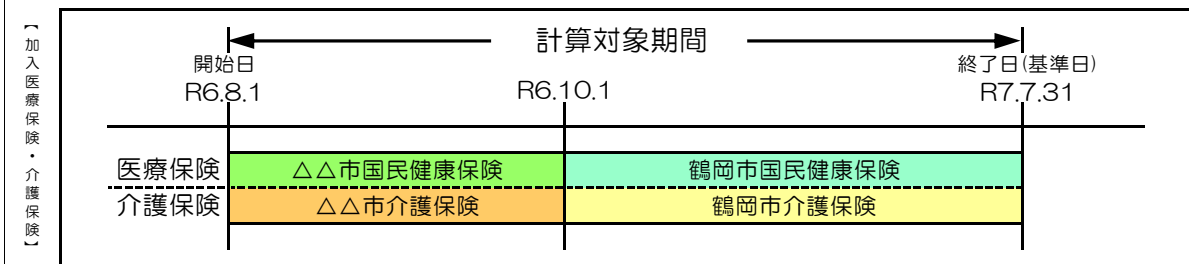 【加入医療保険・介護保険】
計算対象期間
開始日
終了日(基準日)
R6.8.1
R6.10.1
R7.7.31
医療保険
△△市国民健康保険
鶴岡市国民健康保険
介護保険
△△市介護保険
鶴岡市介護保険